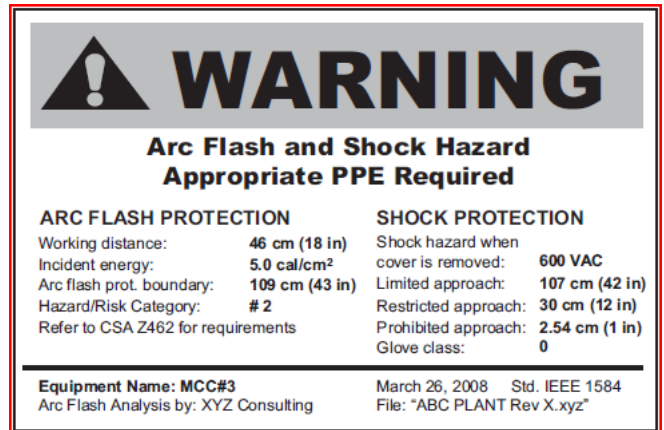 WARNING
Arc Flash and Shock Hazard
Appropriate PPE Required
ARC FLASH PROTECTION
Working distance: 46 cm (18 in)
Incident energy: 5.0 cal/cm²
Arc flash prot. boundary: 109 cm (43 in)
Hazard/Risk Category: # 2
Refer to CSA Z462 for requirements
SHOCK PROTECTION
Shock hazard when
cover is removed: 600 VAC
Limited approach: 107 cm (42 in)
Restricted approach: 30 cm (12 in)
Prohibited approach: 2.54 cm (1 in)
Glove class: 0
Equipment Name: MCC#3
Arc Flash Analysis by: XYZ Consulting
March 26, 2008 Std. IEEE 1584
File: “ABC PLANT Rev X.xyz”